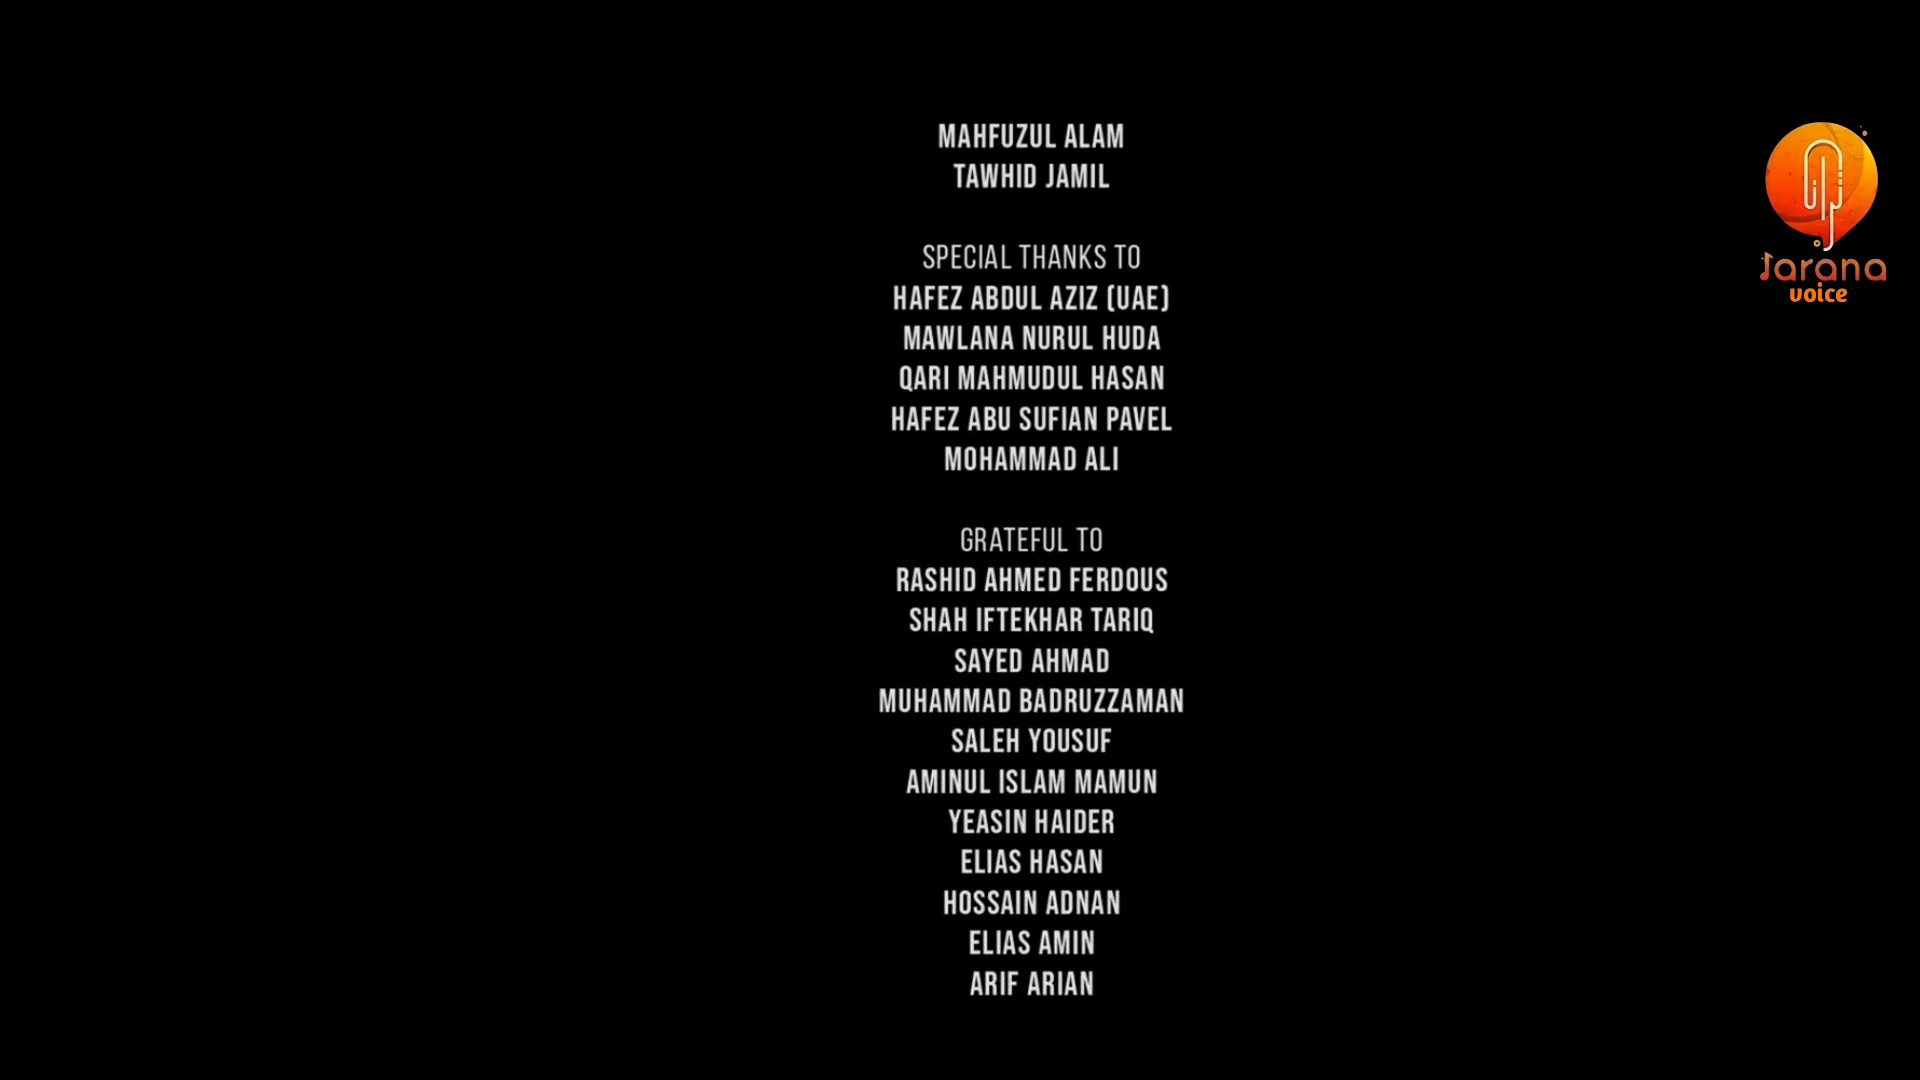 MAHFUZUL ALAM
TAWHID JAMIL
SPECIAL THANKS TO
HAFEZ ABDUL AZIZ (UAE)
MAWLANA NURUL HUDA
QARI MAHMUDUL HASAN
HAFEZ ABU SUFIAN PAVEL
MOHAMMAD ALI
GRATEFUL TO
RASHID AHMED FERDOUS
SHAH IFTEKHAR TARIQ
SAYED AHMAD
MUHAMMAD BADRUZZAMAN
SALEH YOUSUF
AMINUL ISLAM MAMUN
YEASIN HAIDER
ELIAS HASAN
HOSSAIN ADNAN
ELIAS AMIN
ARIF ARIAN
Jarana
voice